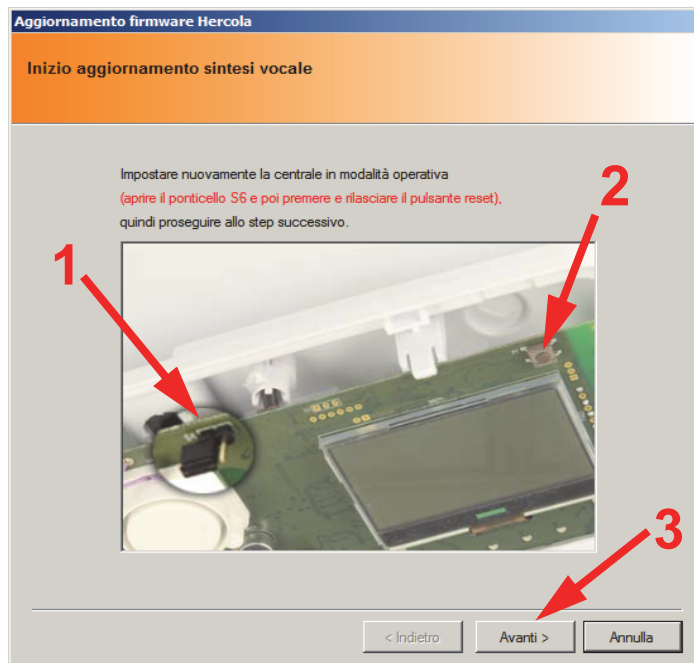 Aggiornamento firmware Hercola
Inizio aggiornamento sintesi vocale
Impostare nuovamente la centrale in modalità operativa
(aprire il ponticello S6 e poi premere e rilasciare il pulsante reset),
quindi proseguire allo step successivo.
1
2
3
< Indietro
Avanti >
Annulla